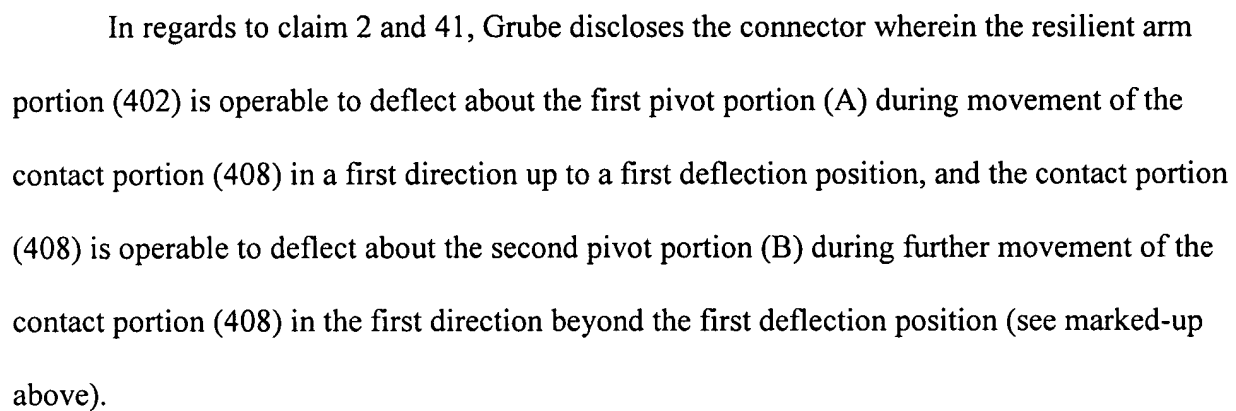 In regards to claim 2 and 41, Grube discloses the connector wherein the resilient arm
portion (402) is operable to deflect about the first pivot portion (A) during movement of the
contact portion (408) in a first direction up to a first deflection position, and the contact portion
(408) is operable to deflect about the second pivot portion (B) during further movement of the
contact portion (408) in the first direction beyond the first deflection position (see marked-up
above).